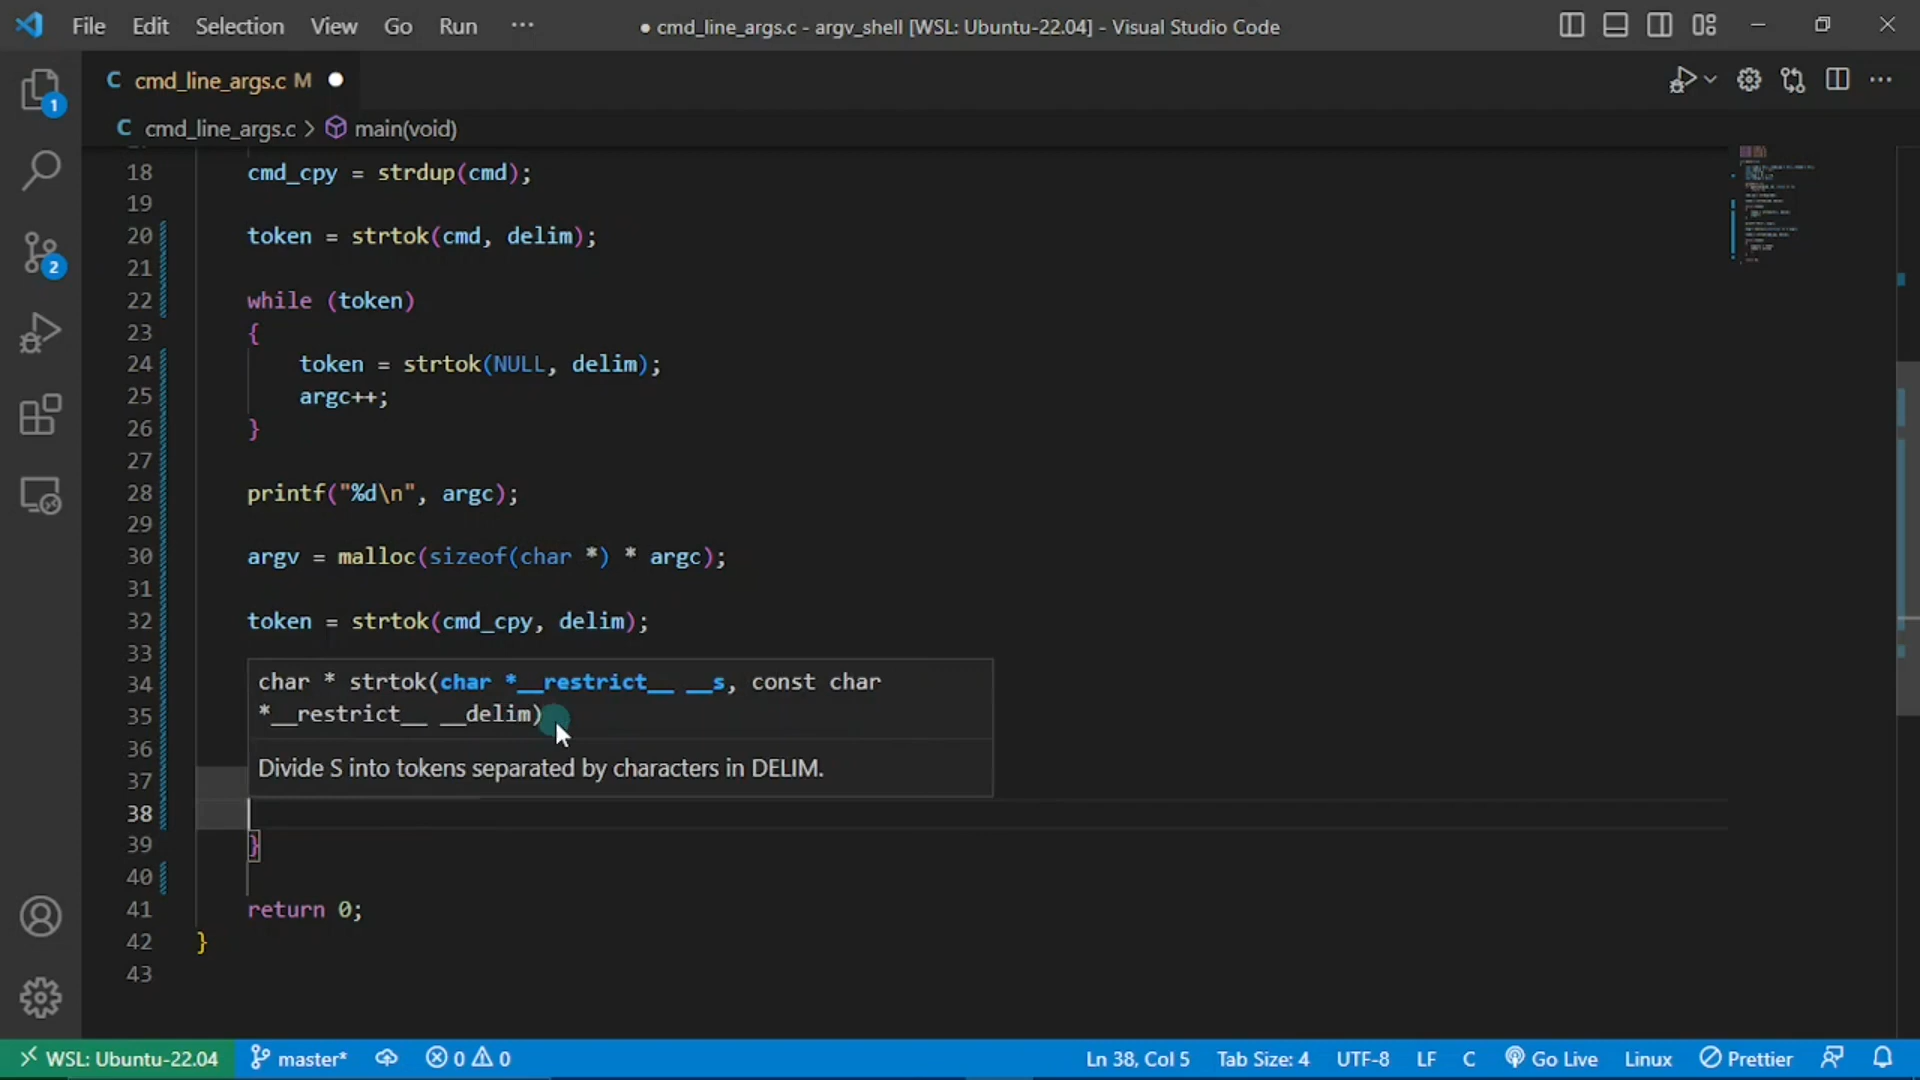 File Edit Selection View Go Run ··· ● cmd_line_args.c - argv_shell [WSL: Ubuntu-22.04] - Visual Studio Code
C cmd_line_args.c M ●
C cmd_line_args.c > main(void)
1
2
18 cmd_cpy = strdup(cmd);
19
20 token = strtok(cmd, delim);
21
22 while (token)
23 {
24 token = strtok(NULL, delim);
25 argc++;
26 }
27
28 printf("%d\n", argc);
29
30 argv = malloc(sizeof(char *) * argc);
31
32 token = strtok(cmd_cpy, delim);
33
34 char * strtok(char *__restrict__ __s, const char
35 *__restrict__ __delim)
36
37 Divide S into tokens separated by characters in DELIM.
38
39 }
40
41 return 0;
42 }
43
WSL: Ubuntu-22.04 master* 0 0 Ln 38, Col 5 Tab Size: 4 UTF-8 LF C Go Live Linux Prettier